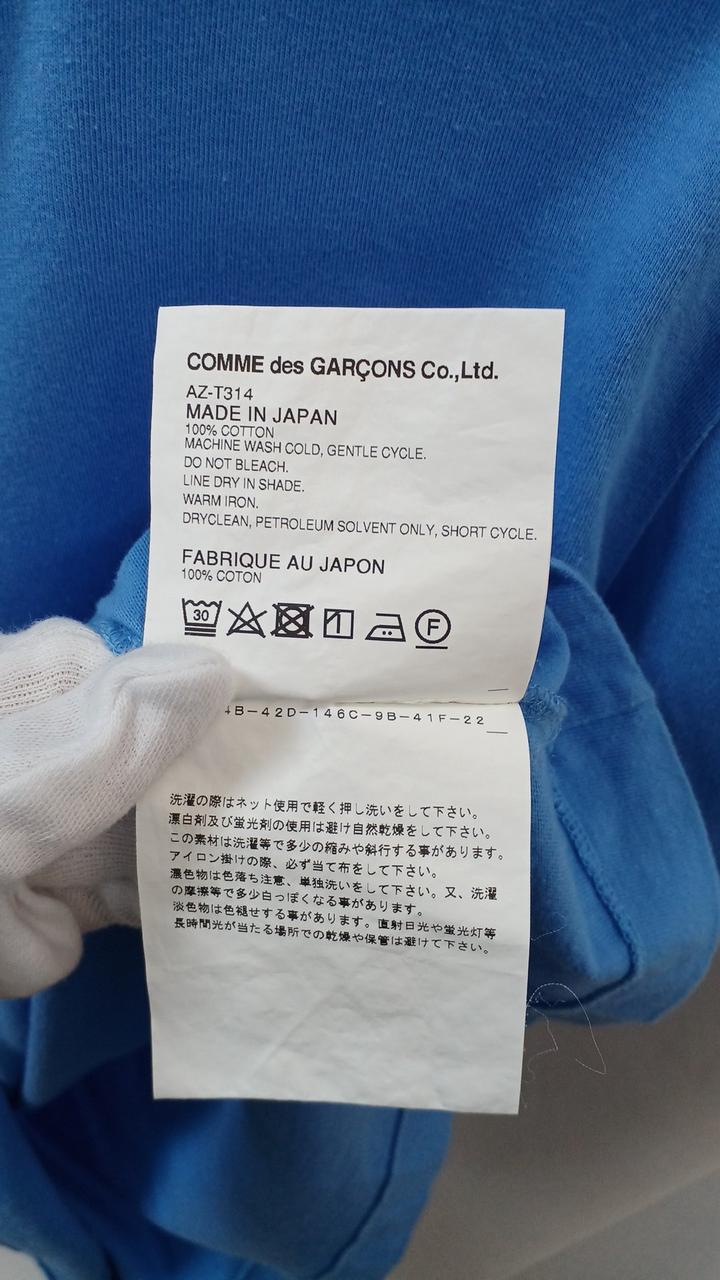 COMME des GARÇONS Co.,Ltd.
AZ-T314
MADE IN JAPAN
100% COTTON
MACHINE WASH COLD, GENTLE CYCLE.
DO NOT BLEACH.
LINE DRY IN SHADE.
WARM IRON.
DRYCLEAN, PETROLEUM SOLVENT ONLY, SHORT CYCLE.
FABRIQUE AU JAPON
100% COTON
30
F
B-42D-146C-9B-41F-22
洗濯の際はネット使用で軽く押し洗いをして下さい。
漂白剤及び蛍光剤の使用は避け自然乾燥をして下さい。
この素材は洗濯等で多少の縮みや斜行する事があります。
アイロン掛けの際、必ず当て布をして下さい。
濃色物は色落ち注意、単独洗いをして下さい。又、洗濯
の摩擦等で多少白っぽくなる事があります。
淡色物は色褪せする事があります。直射日光や蛍光灯等
長時間光が当たる場所での乾燥や保管は避けて下さい。